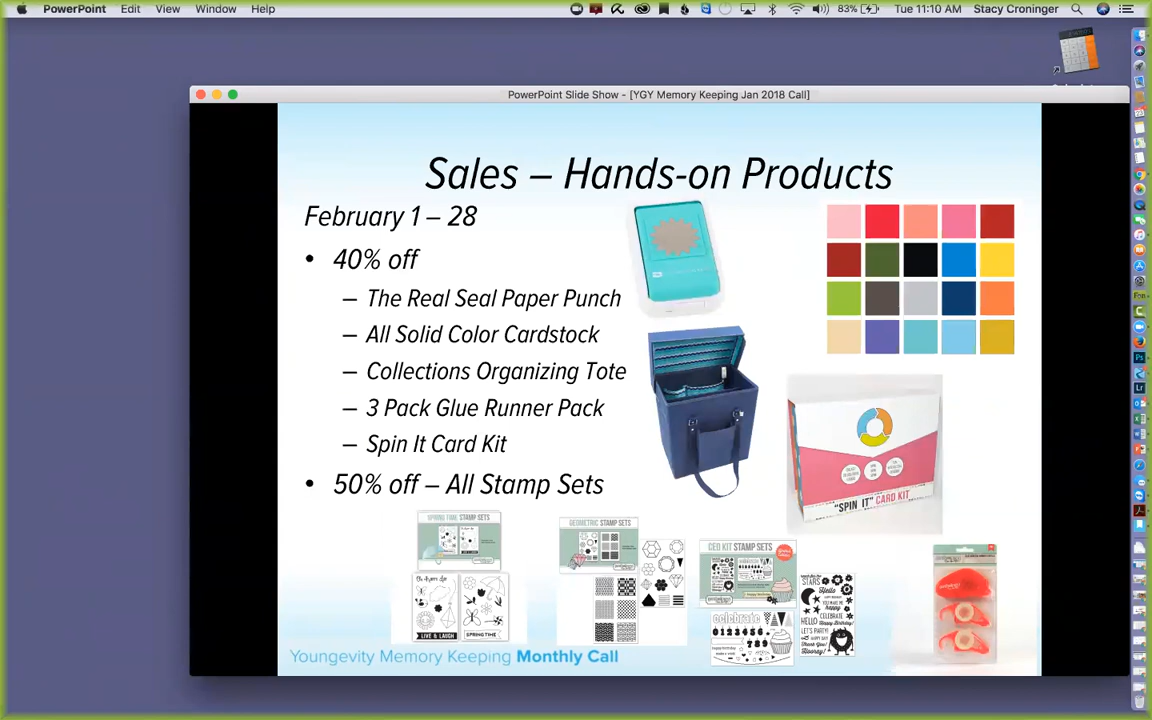 PowerPoint Edit View Window Help
83% Tue 11:10 AM Stacy Croninger
PowerPoint Slide Show - [YGY Memory Keeping Jan 2018 Call]
Sales – Hands-on Products
February 1 – 28
• 40% off
– The Real Seal Paper Punch
– All Solid Color Cardstock
– Collections Organizing Tote
– 3 Pack Glue Runner Pack
– Spin It Card Kit
• 50% off – All Stamp Sets
"SPIN IT" CARD KIT
SPRING TIME STAMP SETS
LIVE & LAUGH
SPRING TIME
GEOMETRIC STAMP SETS
CEO KIT STAMP SETS
celebrate
STARS
Hello
HELLO
CELEBRATE
Youngevity Memory Keeping Monthly Call